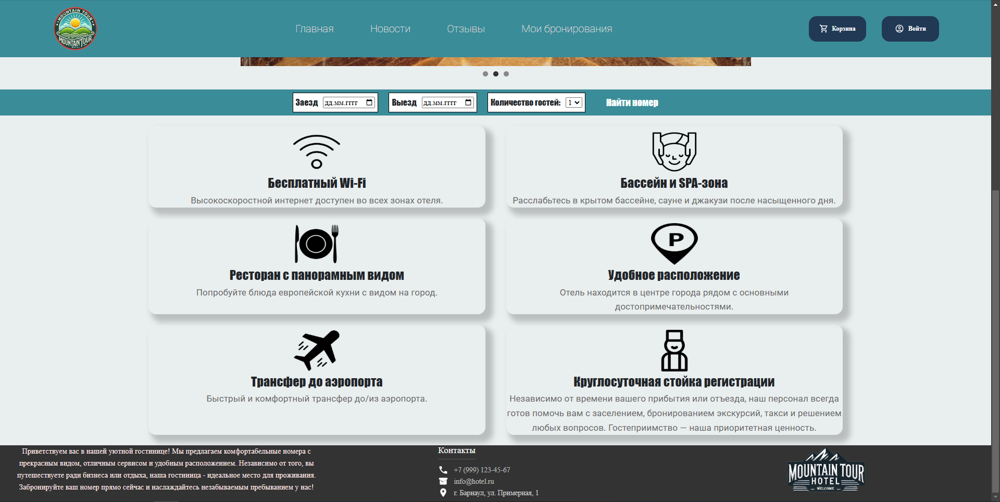 MOUNTAIN TOUR
MOUNTAIN TOUR
HOTEL
Главная
Новости
Отзывы
Мои бронирования
Корзина
Войти
Заезд дд.мм.гггг
Выезд дд.мм.гггг
Количество гостей: 1
Найти номер
Бесплатный Wi-Fi
Высокоскоростной интернет доступен во всех зонах отеля.
Бассейн и SPA-зона
Расслабьтесь в крытом бассейне, сауне и джакузи после насыщенного дня.
Ресторан с панорамным видом
Попробуйте блюда европейской кухни с видом на город.
P
Удобное расположение
Отель находится в центре города рядом с основными
достопримечательностями.
Трансфер до аэропорта
Быстрый и комфортный трансфер до/из аэропорта.
Круглосуточная стойка регистрации
Независимо от времени вашего прибытия или отъезда, наш персонал всегда
готов помочь вам с заселением, бронированием экскурсий, такси и решением
любых вопросов. Гостеприимство — наша приоритетная ценность.
Приветствуем вас в нашей уютной гостинице! Мы предлагаем комфортабельные номера с
прекрасным видом, отличным сервисом и удобным расположением. Независимо от того, вы
путешествуете ради бизнеса или отдыха, наша гостиница - идеальное место для проживания.
Забронируйте ваш номер прямо сейчас и наслаждайтесь незабываемым пребыванием у нас!
Контакты
+7 (999) 123-45-67
info@hotel.ru
г. Барнаул, ул. Примерная, 1
MOUNTAIN TOUR
HOTEL
WELCOME